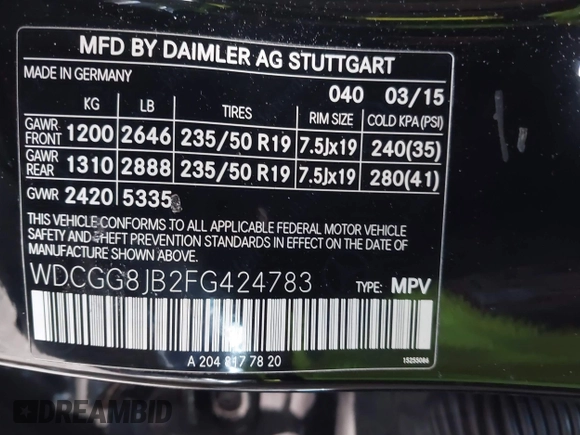 MFD BY DAIMLER AG STUTTGART
MADE IN GERMANY 040 03/15
KG LB TIRES RIM SIZE COLD KPA(PSI)
GAWR FRONT 1200 2646 235/50 R19 7.5Jx19 240(35)
GAWR REAR 1310 2888 235/50 R19 7.5Jx19 280(41)
GVWR 2420 5335
THIS VEHICLE CONFORMS TO ALL APPLICABLE FEDERAL MOTOR VEHICLE
SAFETY AND THEFT PREVENTION STANDARDS IN EFFECT ON THE DATE OF
MANUFACTURE SHOWN ABOVE.
WDCGG8JB2FG424783 TYPE: MPV
A 204 817 78 20 15255086
DREAMBID